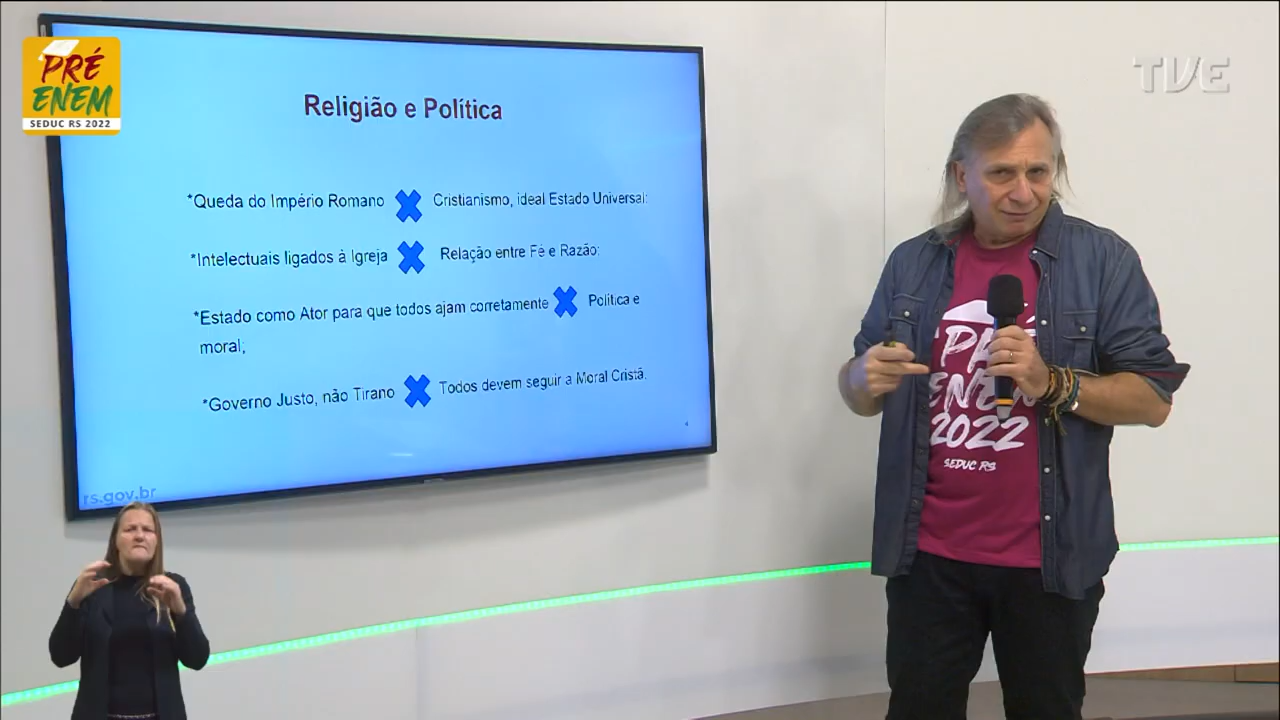 PRÉ
ENEM
SEDUC RS 2022
TVE
Religião e Política
*Queda do Império Romano Cristianismo, ideal Estado Universal:
*Intelectuais ligados à Igreja Relação entre Fé e Razão;
*Estado como Ator para que todos ajam corretamente Política e
moral;
*Governo Justo, não Tirano Todos devem seguir a Moral Cristã.
4
rs.gov.br
PRÉ
ENEM
2022
SEDUC RS